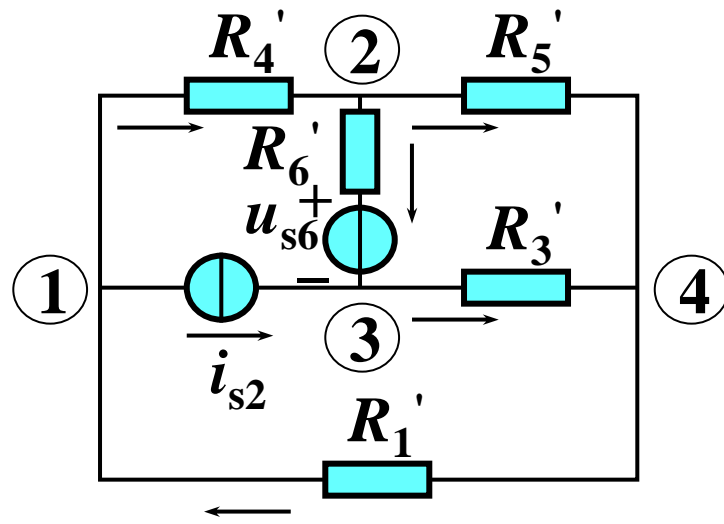 R4' ② R5'
R6'
+
us6 R3'
① − ④
③
is2
R1'